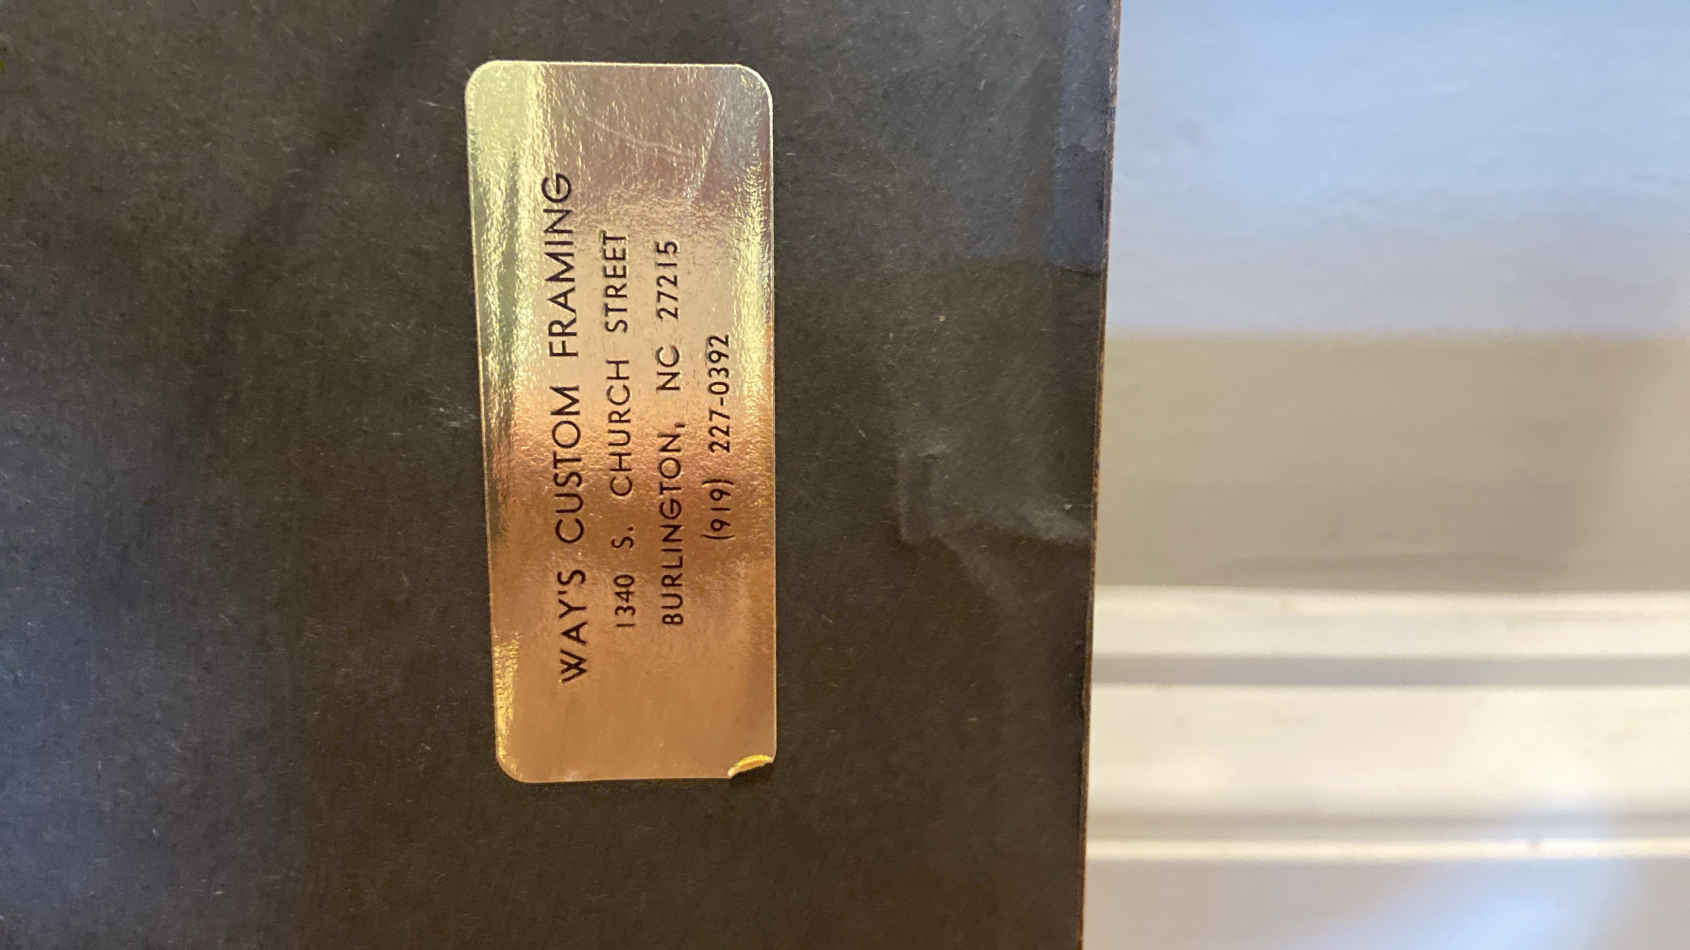 WAY'S CUSTOM FRAMING
1340 S. CHURCH STREET
BURLINGTON, NC 27215
(919) 227-0392